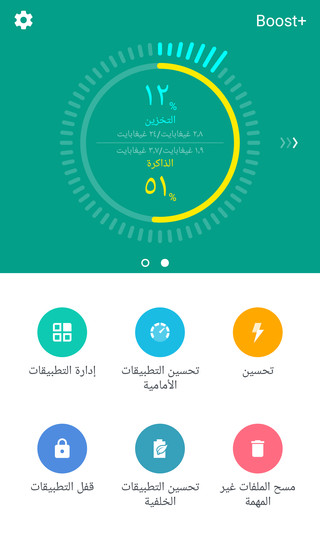 Boost+
١٢%
التخزين
٢,٨ غيغابايت/٢٤ غيغابايت
١,٩ غيغابايت/٣,٧ غيغابايت
الذاكرة
٥١%
تحسين
تحسين التطبيقات
الأمامية
إدارة التطبيقات
مسح الملفات غير
المهمة
تحسين التطبيقات
الخلفية
قفل التطبيقات